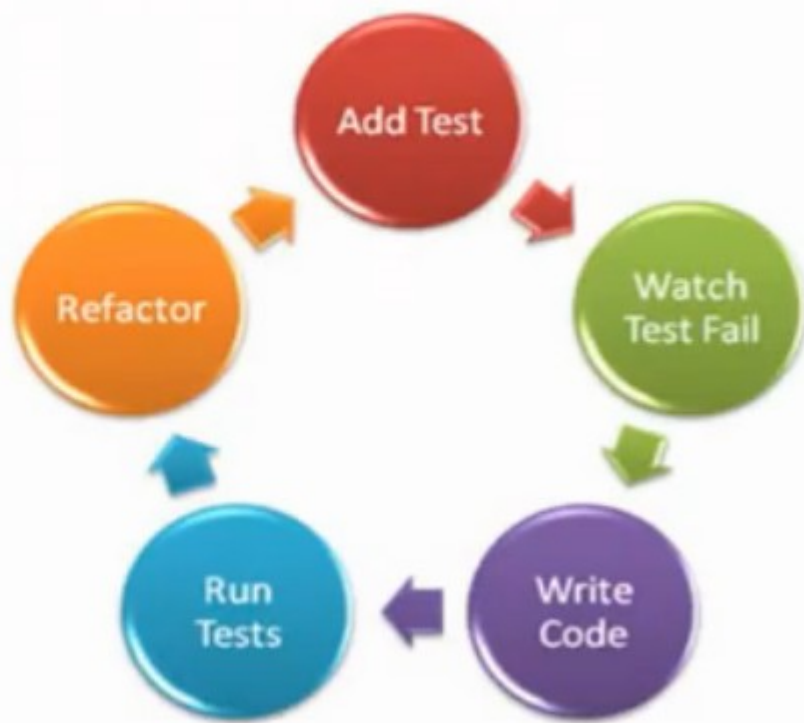 Add Test
Watch
Test Fail
Write
Code
Run
Tests
Refactor